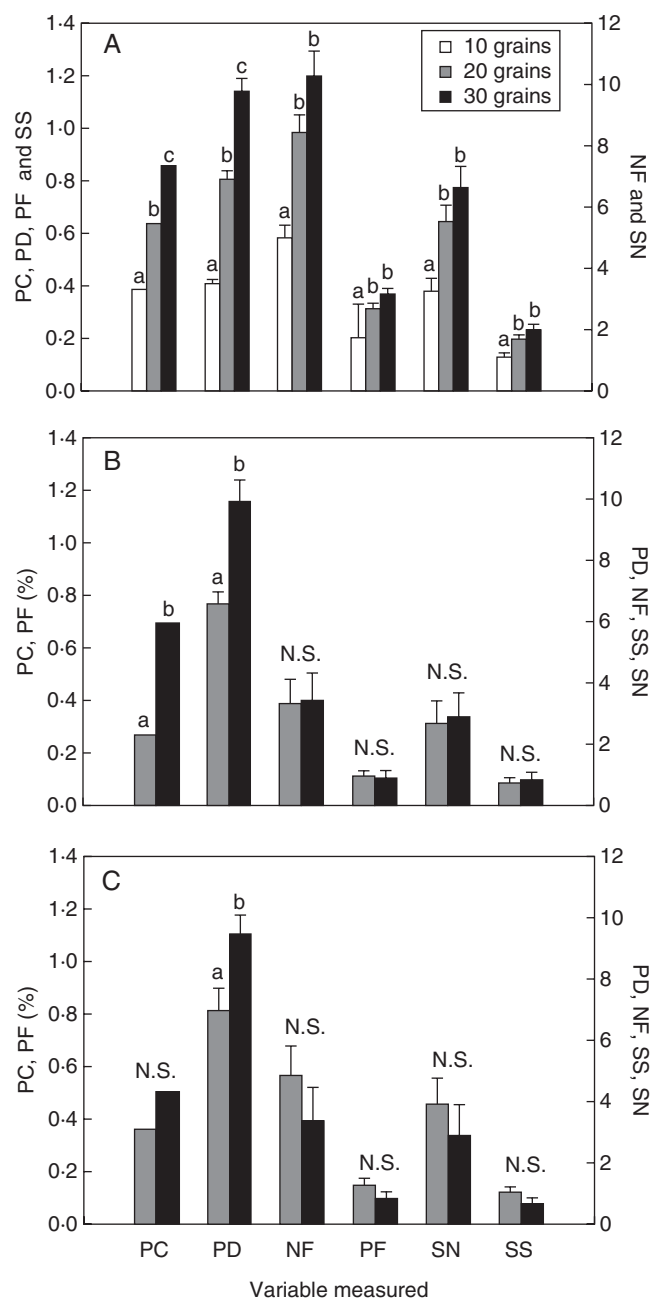 A
10 grains
20 grains
30 grains
1·4
1·2
1·0
0·8
0·6
0·4
0·2
0·0
PC, PD, PF and SS
12
10
8
6
4
2
0
NF and SN
a b c
a b c
a b b
a b b
a b b
a b b
B
1·4
1·2
1·0
0·8
0·6
0·4
0·2
0·0
PC, PF (%)
12
10
8
6
4
2
0
PD, NF, SS, SN
a b
a b
N.S.
N.S.
N.S.
N.S.
C
1·4
1·2
1·0
0·8
0·6
0·4
0·2
0·0
PC, PF (%)
12
10
8
6
4
2
0
PD, NF, SS, SN
N.S.
a b
N.S.
N.S.
N.S.
N.S.
PC PD NF PF SN SS
Variable measured